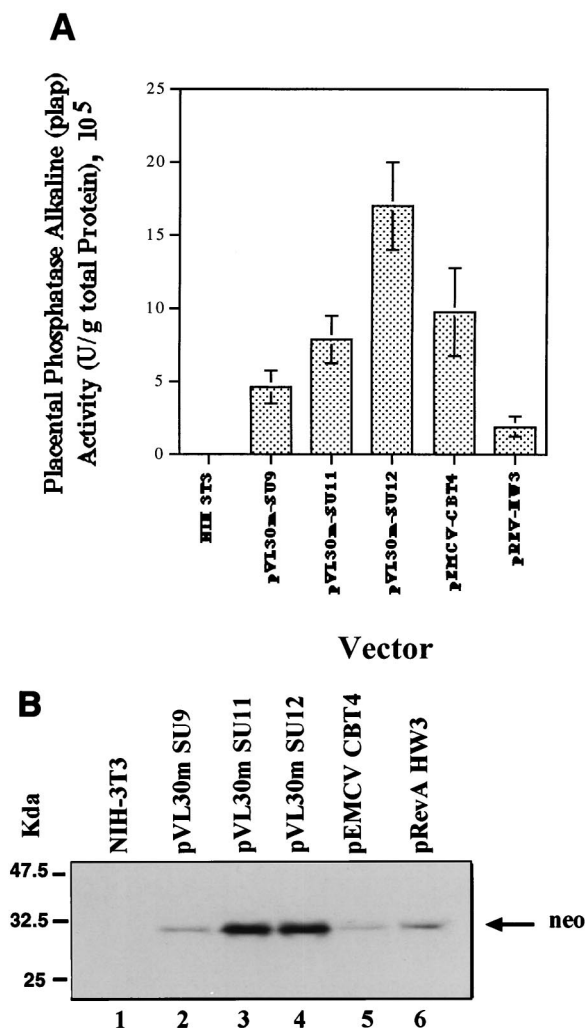 A
Placental Phosphatase Alkaline (plap)
Activity (U/g total Protein), 10^5
25
20
15
10
5
0
NIH 3T3
pVL30m-SU9
pVL30m-SU11
pVL30m-SU12
pEMCV-CBT4
pREV-HW3
Vector
B
Kda
NIH-3T3
pVL30m SU9
pVL30m SU11
pVL30m SU12
pEMCV CBT4
pRevA HW3
47.5
32.5
25
neo
1 2 3 4 5 6